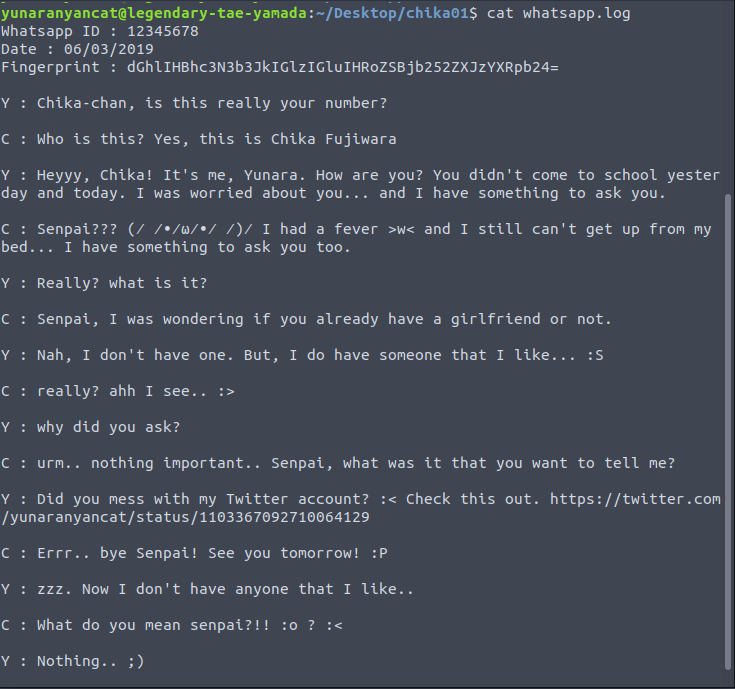 yunaranyancat@legendary-tae-yamada:~/Desktop/chika01$ cat whatsapp.log
Whatsapp ID : 12345678
Date : 06/03/2019
Fingerprint : dGhlIHBhc3N3b3JkIGlzIGluIHRoZSBjb252ZXJzYXRpb24=
Y : Chika-chan, is this really your number?
C : Who is this? Yes, this is Chika Fujiwara
Y : Heyyy, Chika! It's me, Yunara. How are you? You didn't come to school yester
day and today. I was worried about you... and I have something to ask you.
C : Senpai??? (/ /•/ω/•/ /)/ I had a fever >w< and I still can't get up from my
bed... I have something to ask you too.
Y : Really? what is it?
C : Senpai, I was wondering if you already have a girlfriend or not.
Y : Nah, I don't have one. But, I do have someone that I like... :S
C : really? ahh I see.. :>
Y : why did you ask?
C : urm.. nothing important.. Senpai, what was it that you want to tell me?
Y : Did you mess with my Twitter account? :< Check this out. https://twitter.com
/yunaranyancat/status/1103367092710064129
C : Errr.. bye Senpai! See you tomorrow! :P
Y : zzz. Now I don't have anyone that I like..
C : What do you mean senpai?!! :o ? :<
Y : Nothing.. ;)